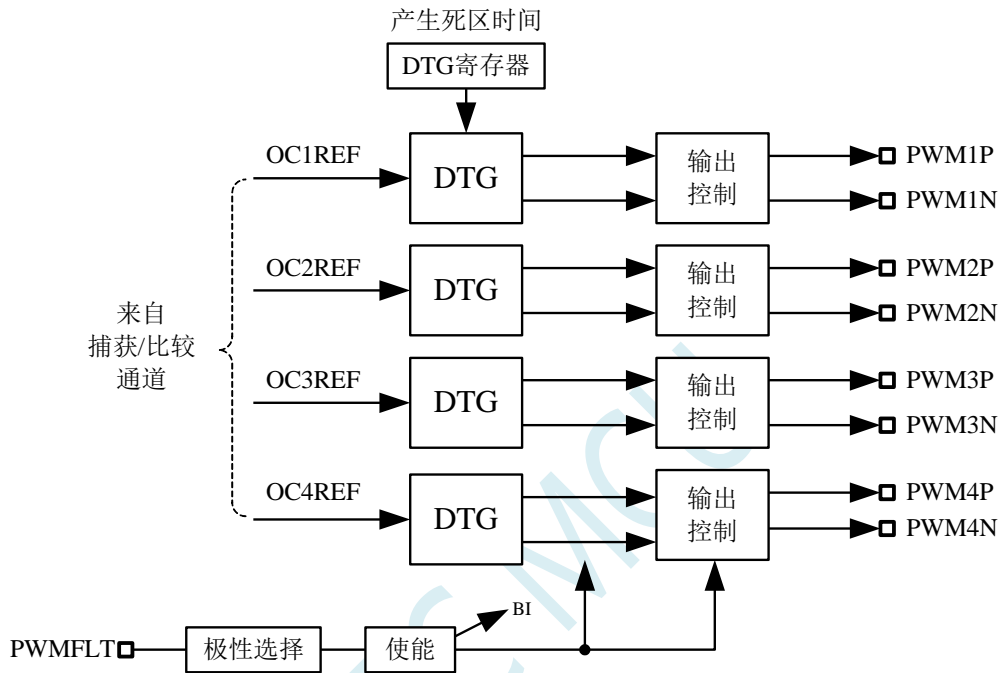 产生死区时间
DTG寄存器
OC1REF
DTG
输出
控制
PWM1P
PWM1N
OC2REF
DTG
输出
控制
PWM2P
PWM2N
来自
捕获/比较
通道
OC3REF
DTG
输出
控制
PWM3P
PWM3N
OC4REF
DTG
输出
控制
PWM4P
PWM4N
BI
PWMFLT
极性选择
使能
MCU